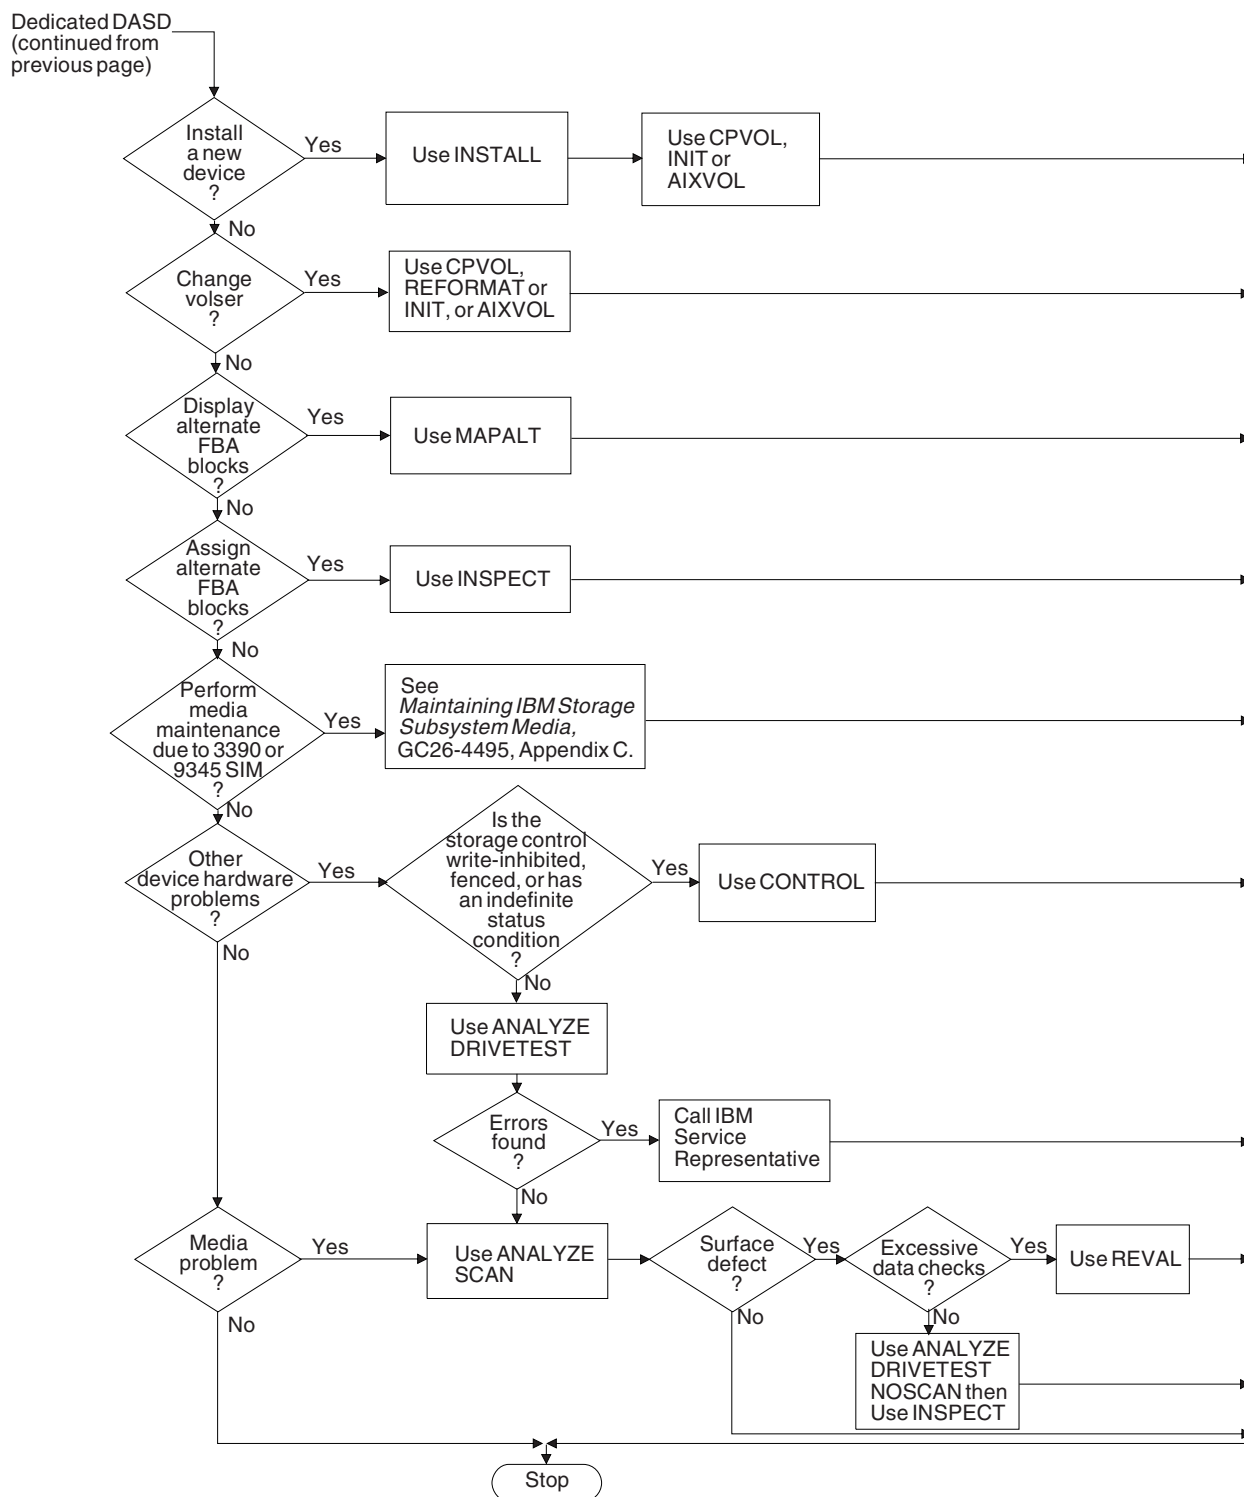 Dedicated DASD
(continued from
previous page)
Install
a new
device
?
Yes
Use INSTALL
Use CPVOL,
INIT or
AIXVOL
No
Change
volser
?
Yes
Use CPVOL,
REFORMAT or
INIT, or AIXVOL
No
Display
alternate
FBA
blocks
?
Yes
Use MAPALT
No
Assign
alternate
FBA
blocks
?
Yes
Use INSPECT
No
Perform
media
maintenance
due to 3390 or
9345 SIM
?
Yes
See
Maintaining IBM Storage
Subsystem Media,
GC26-4495, Appendix C.
No
Other
device hardware
problems
?
Yes
Is the
storage control
write-inhibited,
fenced, or has
an indefinite
status
condition
?
Yes
Use CONTROL
No
No
Use ANALYZE
DRIVETEST
Errors
found
?
Yes
Call IBM
Service
Representative
No
Media
problem
?
Yes
Use ANALYZE
SCAN
Surface
defect
?
Yes
Excessive
data checks
?
Yes
Use REVAL
No
No
No
Use ANALYZE
DRIVETEST
NOSCAN then
Use INSPECT
Stop